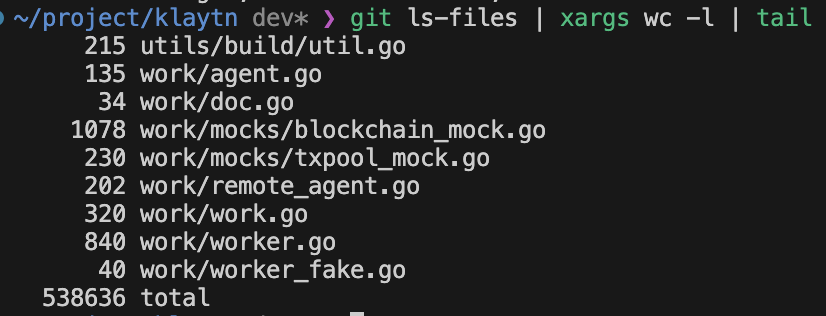 ~/project/klaytn dev* ❯ git ls-files | xargs wc -l | tail
215 utils/build/util.go
135 work/agent.go
34 work/doc.go
1078 work/mocks/blockchain_mock.go
230 work/mocks/txpool_mock.go
202 work/remote_agent.go
320 work/work.go
840 work/worker.go
40 work/worker_fake.go
538636 total